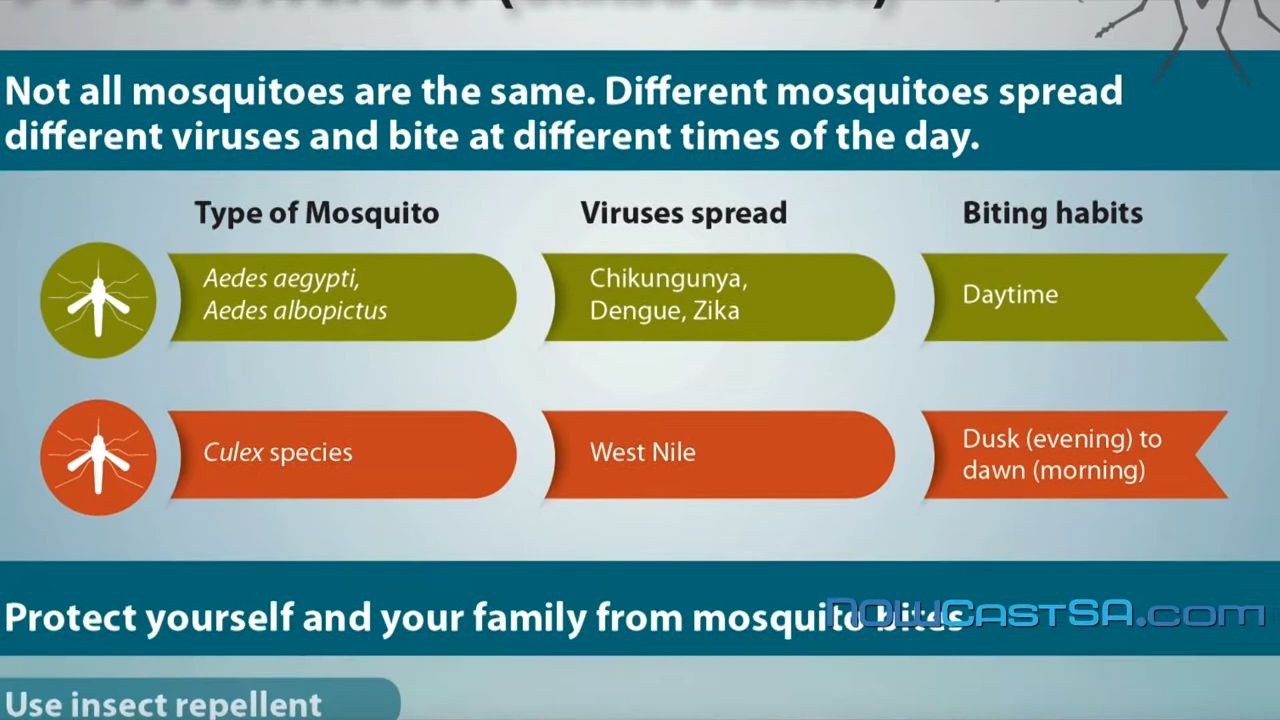 Not all mosquitoes are the same. Different mosquitoes spread
different viruses and bite at different times of the day.
Type of Mosquito
Viruses spread
Biting habits
Aedes aegypti,
Aedes albopictus
Chikungunya,
Dengue, Zika
Daytime
Culex species
West Nile
Dusk (evening) to
dawn (morning)
Protect yourself and your family from mosquito bites
NOWCastSA.com
Use insect repellent